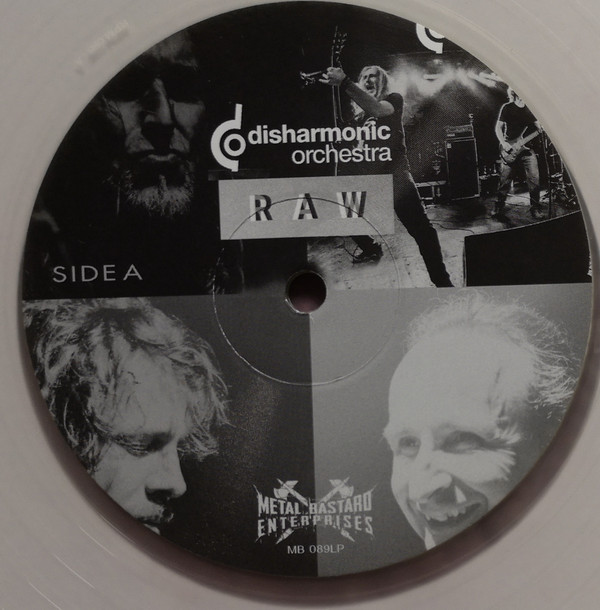 disharmonic
orchestra
RAW
SIDE A
METAL BASTARD
ENTERPRISES
MB 089LP